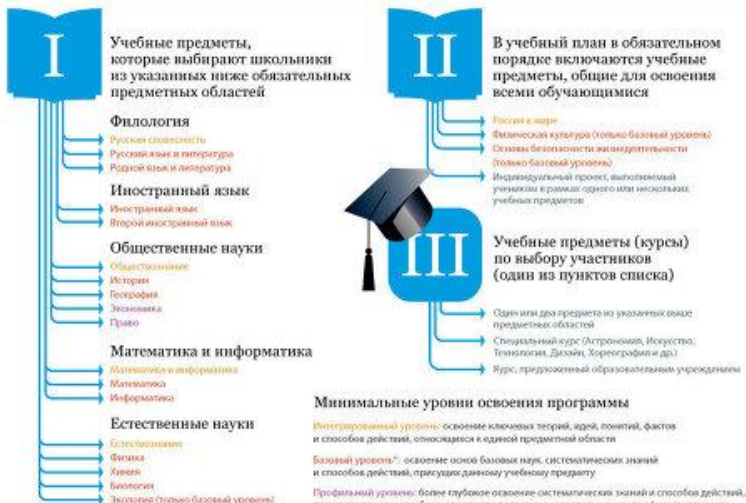 I
Учебные предметы,
которые выбирают школьники
из указанных ниже обязательных
предметных областей
Филология
Русская словесность
Русский язык и литература
Родной язык и литература
Иностранный язык
Иностранный язык
Второй иностранный язык
Общественные науки
Обществознание
История
География
Экономика
Право
Математика и информатика
Математика и информатика
Математика
Информатика
Естественные науки
Естествознание
Физика
Химия
Биология
Экология (только базовый уровень)
II
В учебный план в обязательном
порядке включаются учебные
предметы, общие для освоения
всеми обучающимися
Россия в мире
Физическая культура (только базовый уровень)
Основы безопасности жизнедеятельности
(только базовый уровень)
Индивидуальный проект, выполняемый
учеником в рамках одного или нескольких
учебных предметов
III
Учебные предметы (курсы)
по выбору участников
(один из пунктов списка)
Один или два предмета из указанных выше
предметных областей
Специальный курс (Астрономия, Искусство,
Технология, Дизайн, Хореография и др.)
Курс, предложенный образовательным учреждением
Минимальные уровни освоения программы
Интегрированный уровень: освоение ключевых теорий, идей, понятий, фактов
и способов действий, относящихся к единой предметной области
Базовый уровень*: освоение основ базовых наук, систематических знаний
и способов действий, присущих данному учебному предмету
Профильный уровень: более глубокое освоение систематических знаний и способов действий,